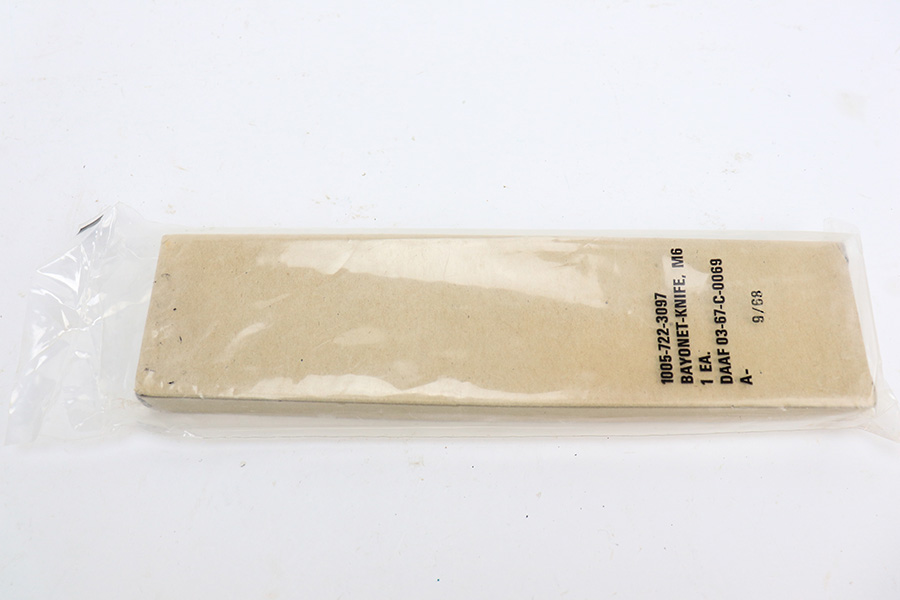 1005-722-3097
BAYONET-KNIFE, M6
1 EA.
DAAF 03-67-C-0069
A-
9/68